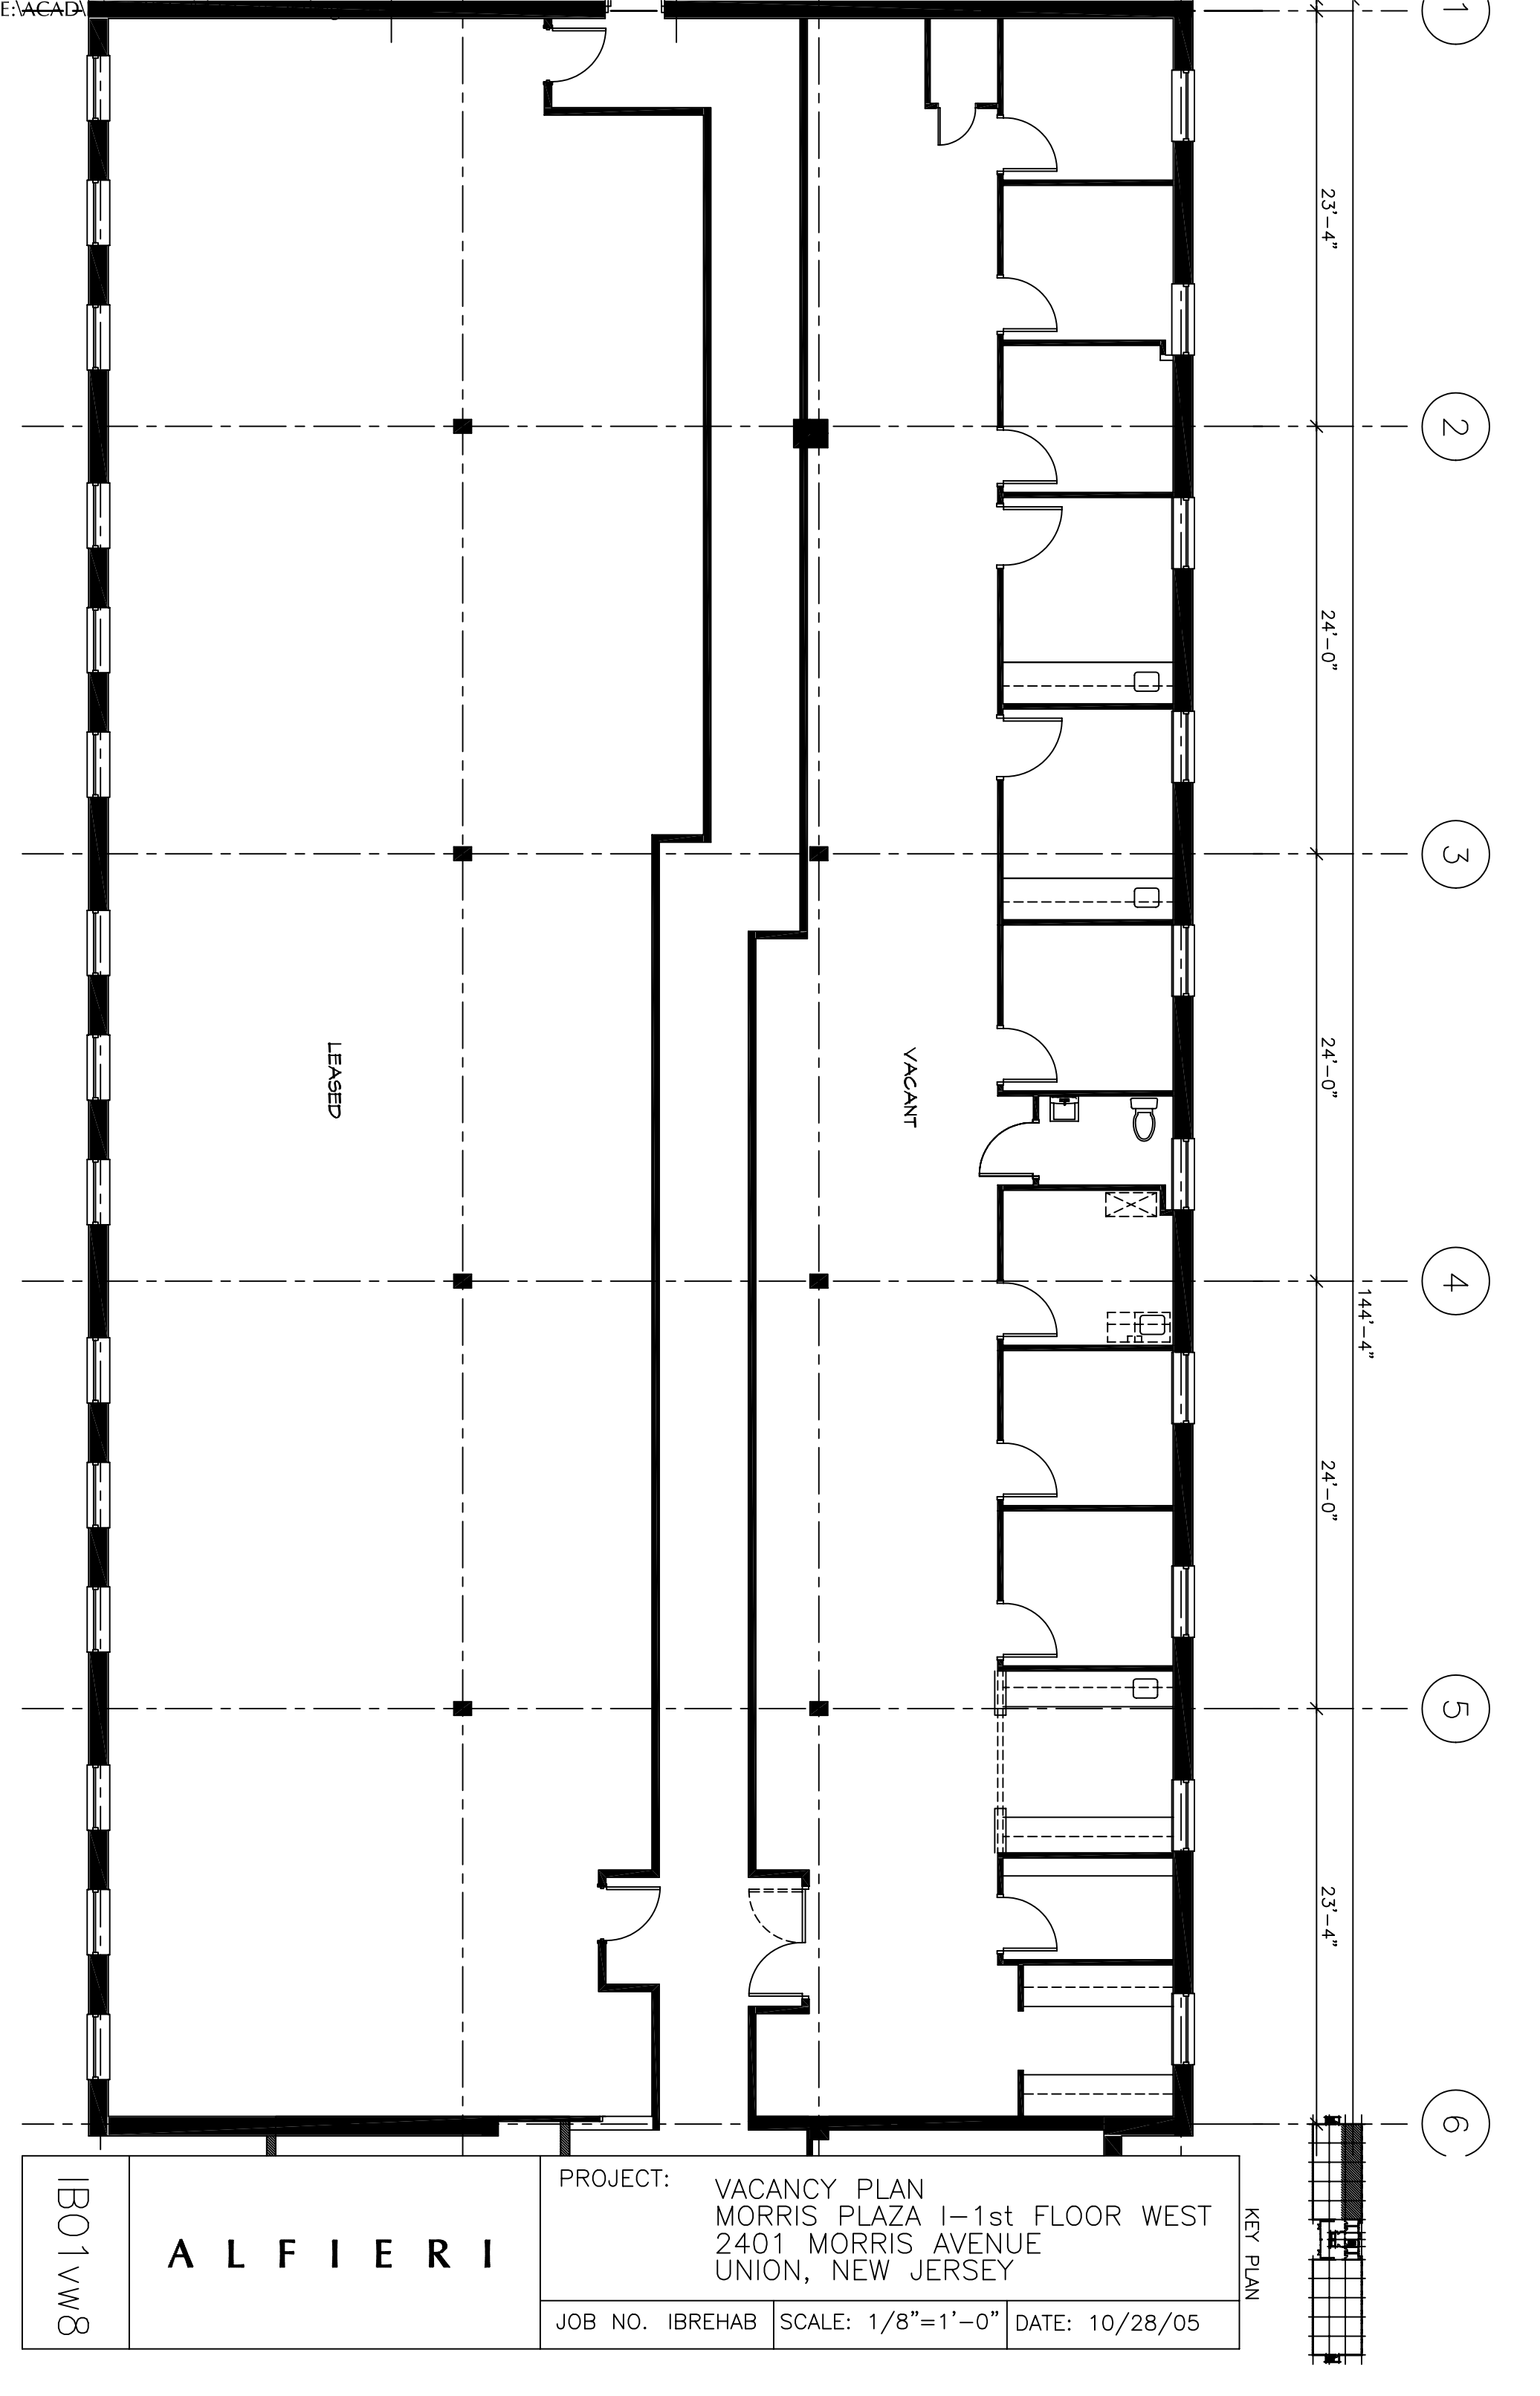 E:\ACAD\
1
23'-4"
2
24'-0"
3
24'-0"
LEASED
VACANT
4
144'-4"
24'-0"
5
23'-4"
6
IB01vw8
ALFIERI
PROJECT:
VACANCY PLAN
MORRIS PLAZA I-1st FLOOR WEST
2401 MORRIS AVENUE
UNION, NEW JERSEY
JOB NO. IBREHAB
SCALE: 1/8"=1'-0"
DATE: 10/28/05
KEY PLAN